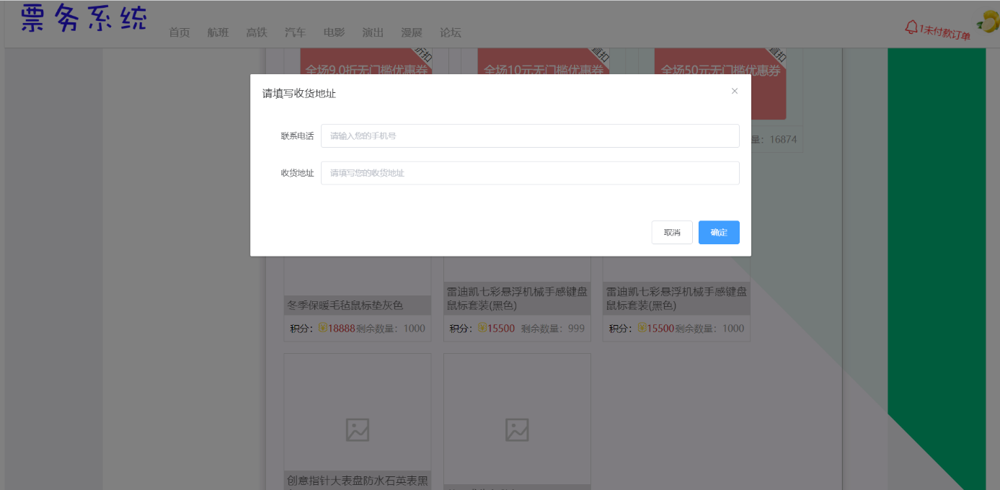 票务系统
首页 航班 高铁 汽车 电影 演出 漫展 论坛
1未付款订单
折扣
直扣
直扣
全场9.0折无门槛优惠券
全场10元无门槛优惠券
全场50元无门槛优惠券
请填写收货地址
联系电话 请输入您的手机号
量：16874
收货地址 请填写您的收货地址
取消 确定
冬季保暖毛毡鼠标垫灰色
雷迪凯七彩悬浮机械手感键盘
鼠标套装(黑色)
雷迪凯七彩悬浮机械手感键盘
鼠标套装(黑色)
积分：18888剩余数量：1000
积分：15500 剩余数量：999
积分：15500剩余数量：1000
创意指针大表盘防水石英表黑